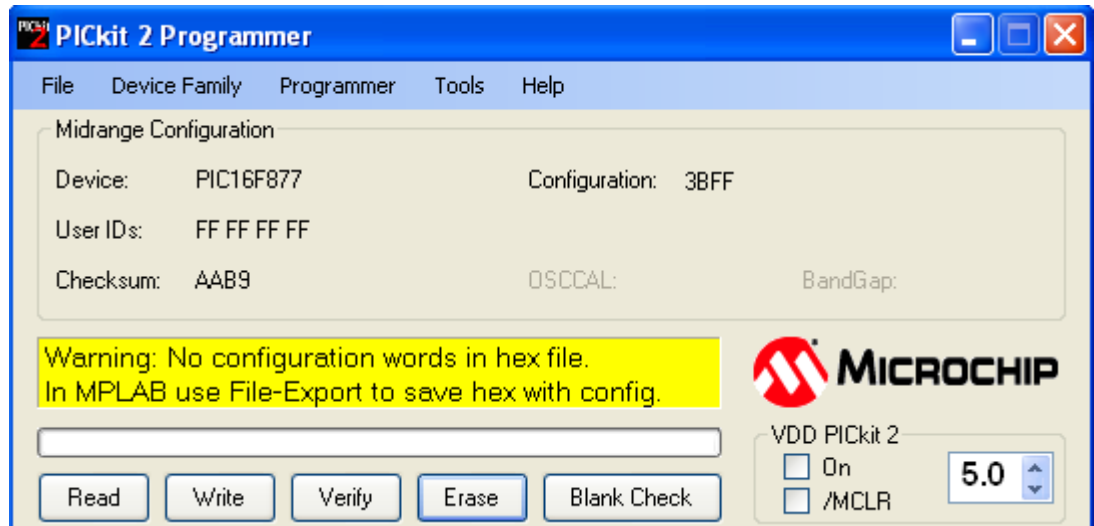 PICkit 2 Programmer
File Device Family Programmer Tools Help
Midrange Configuration
Device: PIC16F877 Configuration: 3BFF
User IDs: FF FF FF FF
Checksum: AAB9 OSCCAL: BandGap:
Warning: No configuration words in hex file.
In MPLAB use File-Export to save hex with config.
MICROCHIP
VDD PICkit 2
On
/MCLR
5.0
Read Write Verify Erase Blank Check